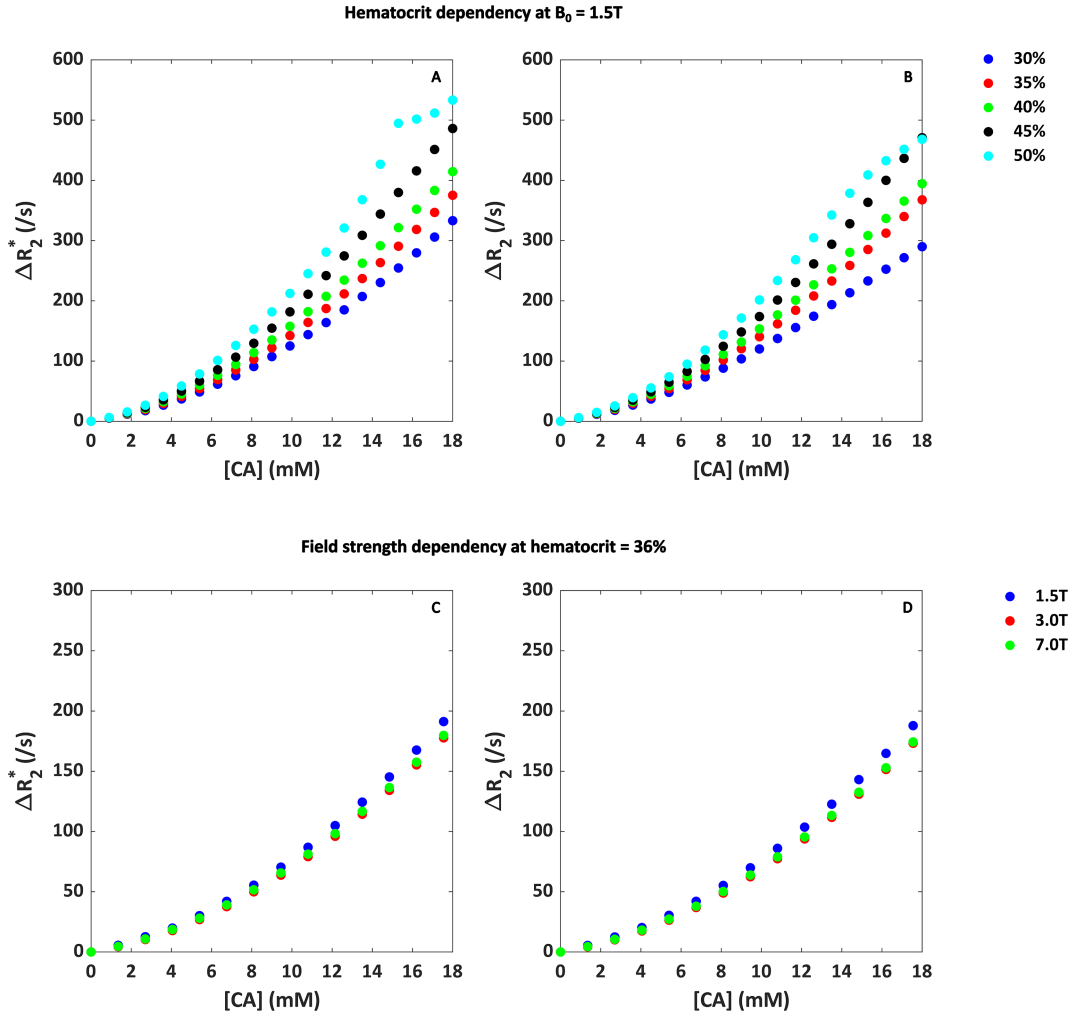 Hematocrit dependency at B₀ = 1.5T
A
600
500
400
300
200
100
0
ΔR₂* (/s)
0 2 4 6 8 10 12 14 16 18
[CA] (mM)
B
600
500
400
300
200
100
0
ΔR₂ (/s)
0 2 4 6 8 10 12 14 16 18
[CA] (mM)
30%
35%
40%
45%
50%
Field strength dependency at hematocrit = 36%
C
300
250
200
150
100
50
0
ΔR₂* (/s)
0 2 4 6 8 10 12 14 16 18
[CA] (mM)
D
300
250
200
150
100
50
0
ΔR₂ (/s)
0 2 4 6 8 10 12 14 16 18
[CA] (mM)
1.5T
3.0T
7.0T